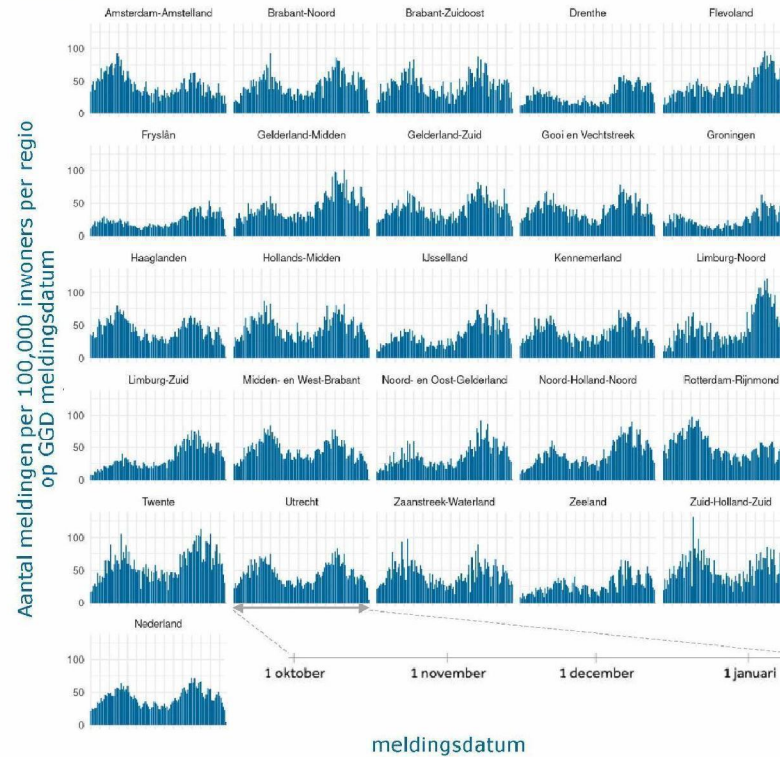 Amsterdam-Amstelland Brabant-Noord Brabant-Zuidoost Drenthe Flevoland
100
50
0
Fryslân Gelderland-Midden Gelderland-Zuid Gooi en Vechtstreek Groningen
100
50
0
Haaglanden Hollands-Midden IJsselland Kennemerland Limburg-Noord
100
50
0
Limburg-Zuid Midden- en West-Brabant Noord- en Oost-Gelderland Noord-Holland-Noord Rotterdam-Rijnmond
100
50
0
Twente Utrecht Zaanstreek-Waterland Zeeland Zuid-Holland-Zuid
100
50
0
Nederland
100
50
0
Aantal meldingen per 100,000 inwoners per regio
op GGD meldingsdatum
1 oktober 1 november 1 december 1 januari
meldingsdatum